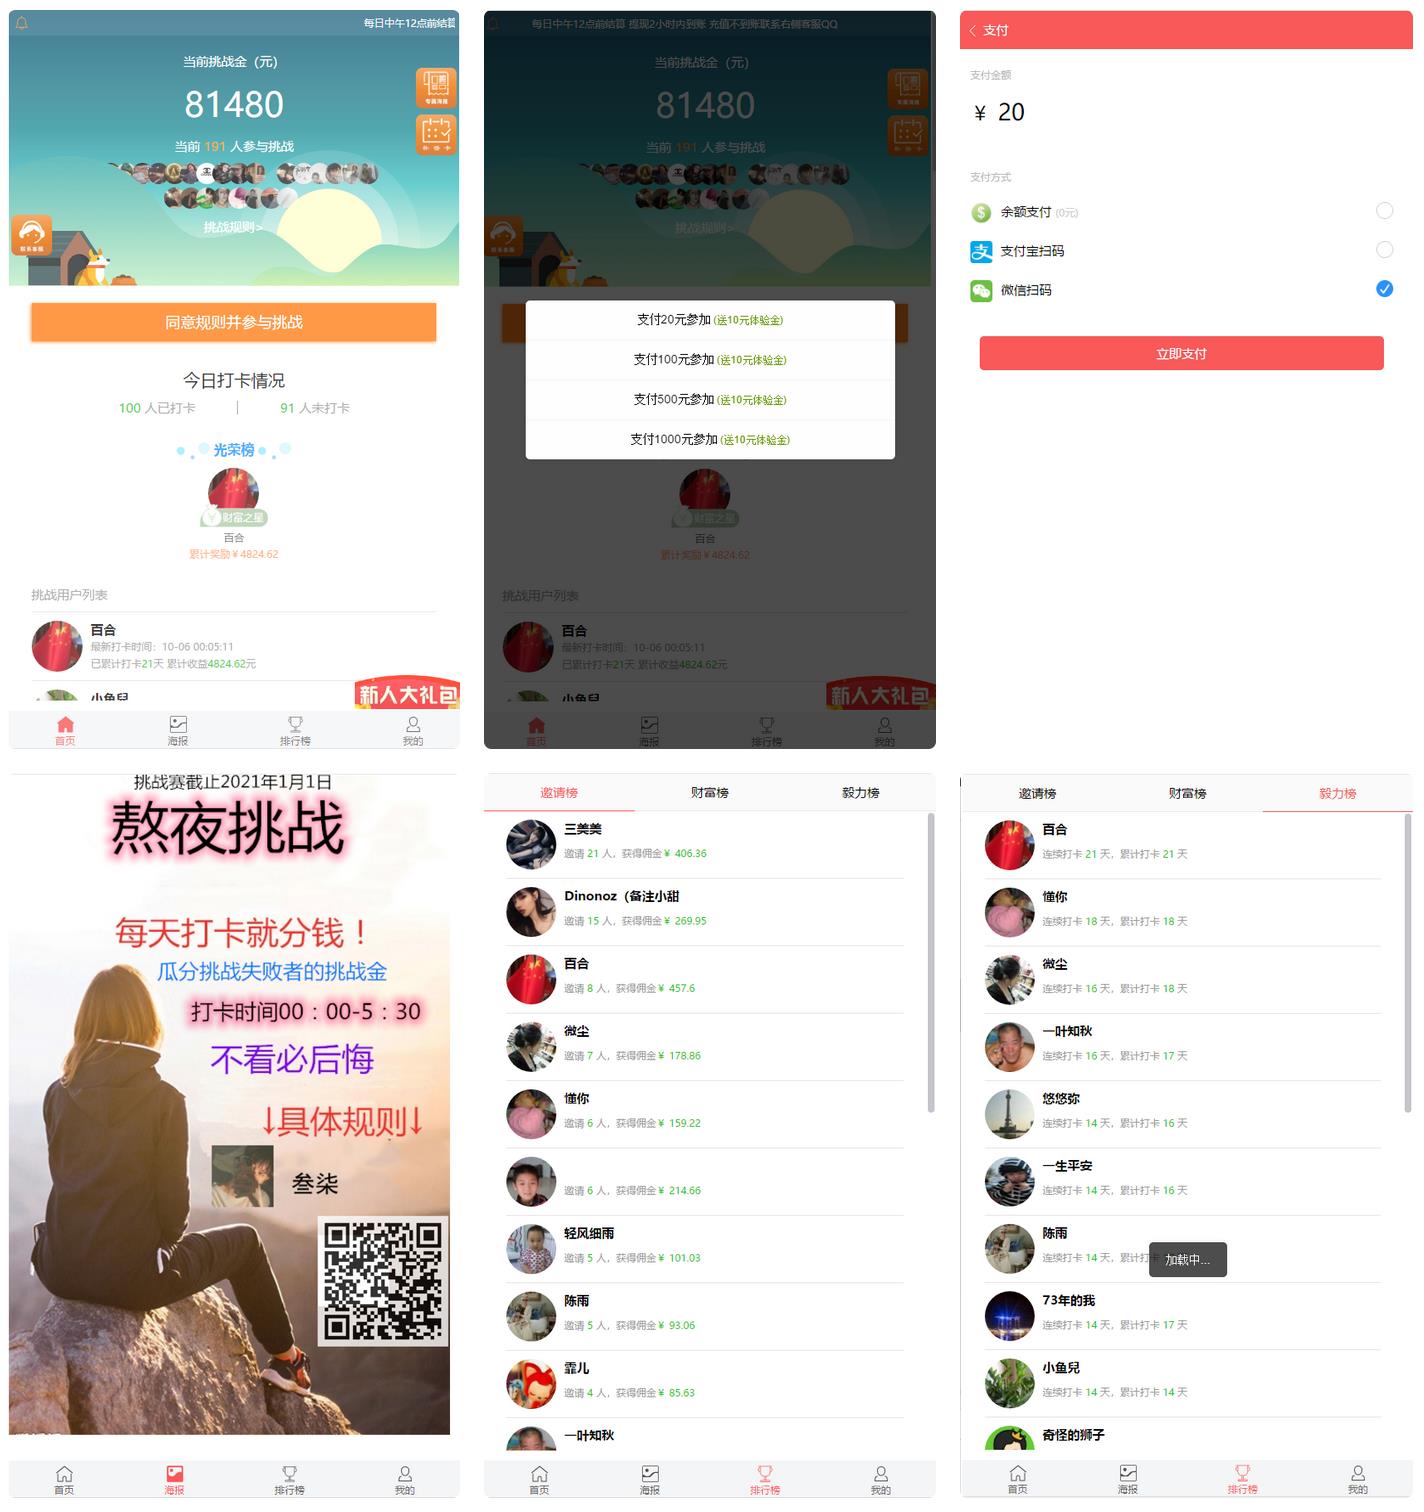 每日中午12点前结算
当前挑战金（元）
81480
当前 191 人参与挑战
挑战规则>
联系客服
同意规则并参与挑战
今日打卡情况
100 人已打卡
91 人未打卡
光荣榜
财富之星
百合
累计奖励￥4824.62
挑战用户列表
百合
最新打卡时间：10-06 00:05:11
已累计打卡21天 累计收益4824.62元
小鱼兒
新人大礼包
首页
海报
排行榜
我的
每日中午12点前结算 提现2小时内到账 充值不到账联系右侧客服QQ
当前挑战金（元）
81480
当前 191 人参与挑战
挑战规则>
联系客服
支付20元参加 (送10元体验金)
支付100元参加 (送10元体验金)
支付500元参加 (送10元体验金)
支付1000元参加 (送10元体验金)
财富之星
百合
累计奖励￥4824.62
挑战用户列表
百合
最新打卡时间：10-06 00:05:11
已累计打卡21天 累计收益4824.62元
小鱼兒
新人大礼包
首页
海报
排行榜
我的
支付
支付金额
￥ 20
支付方式
余额支付 (0元)
支付宝扫码
微信扫码
立即支付
挑战赛截止2021年1月1日
熬夜挑战
每天打卡就分钱！
瓜分挑战失败者的挑战金
打卡时间00：00-5：30
不看必后悔
↓具体规则↓
叁柒
首页
海报
排行榜
我的
邀请榜
财富榜
毅力榜
三美美
邀请 21 人，获得佣金￥ 406.36
Dinonoz（备注小甜
邀请 15 人，获得佣金￥ 269.95
百合
邀请 8 人，获得佣金￥ 457.6
微尘
邀请 7 人，获得佣金￥ 178.86
懂你
邀请 6 人，获得佣金￥ 159.22
邀请 6 人，获得佣金￥ 214.66
轻风细雨
邀请 5 人，获得佣金￥ 101.03
陈雨
邀请 5 人，获得佣金￥ 93.06
霏儿
邀请 4 人，获得佣金￥ 85.63
一叶知秋
首页
海报
排行榜
我的
邀请榜
财富榜
毅力榜
百合
连续打卡 21 天，累计打卡 21 天
懂你
连续打卡 18 天，累计打卡 18 天
微尘
连续打卡 16 天，累计打卡 18 天
一叶知秋
连续打卡 16 天，累计打卡 17 天
悠悠弥
连续打卡 14 天，累计打卡 16 天
一生平安
连续打卡 14 天，累计打卡 16 天
陈雨
连续打卡 14 天，累计打卡
加载中...
73年的我
连续打卡 14 天，累计打卡 17 天
小鱼兒
连续打卡 14 天，累计打卡 14 天
奇怪的狮子
首页
海报
排行榜
我的